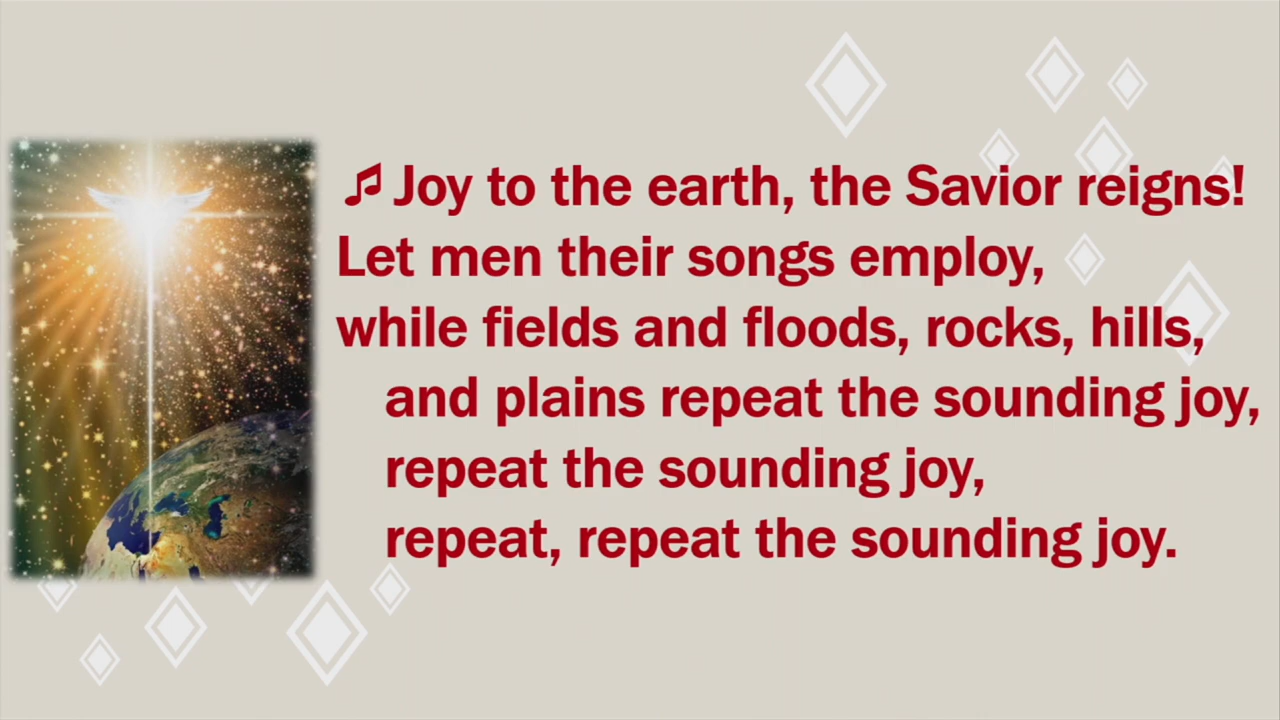 ♫ Joy to the earth, the Savior reigns!
Let men their songs employ,
while fields and floods, rocks, hills,
and plains repeat the sounding joy,
repeat the sounding joy,
repeat, repeat the sounding joy.